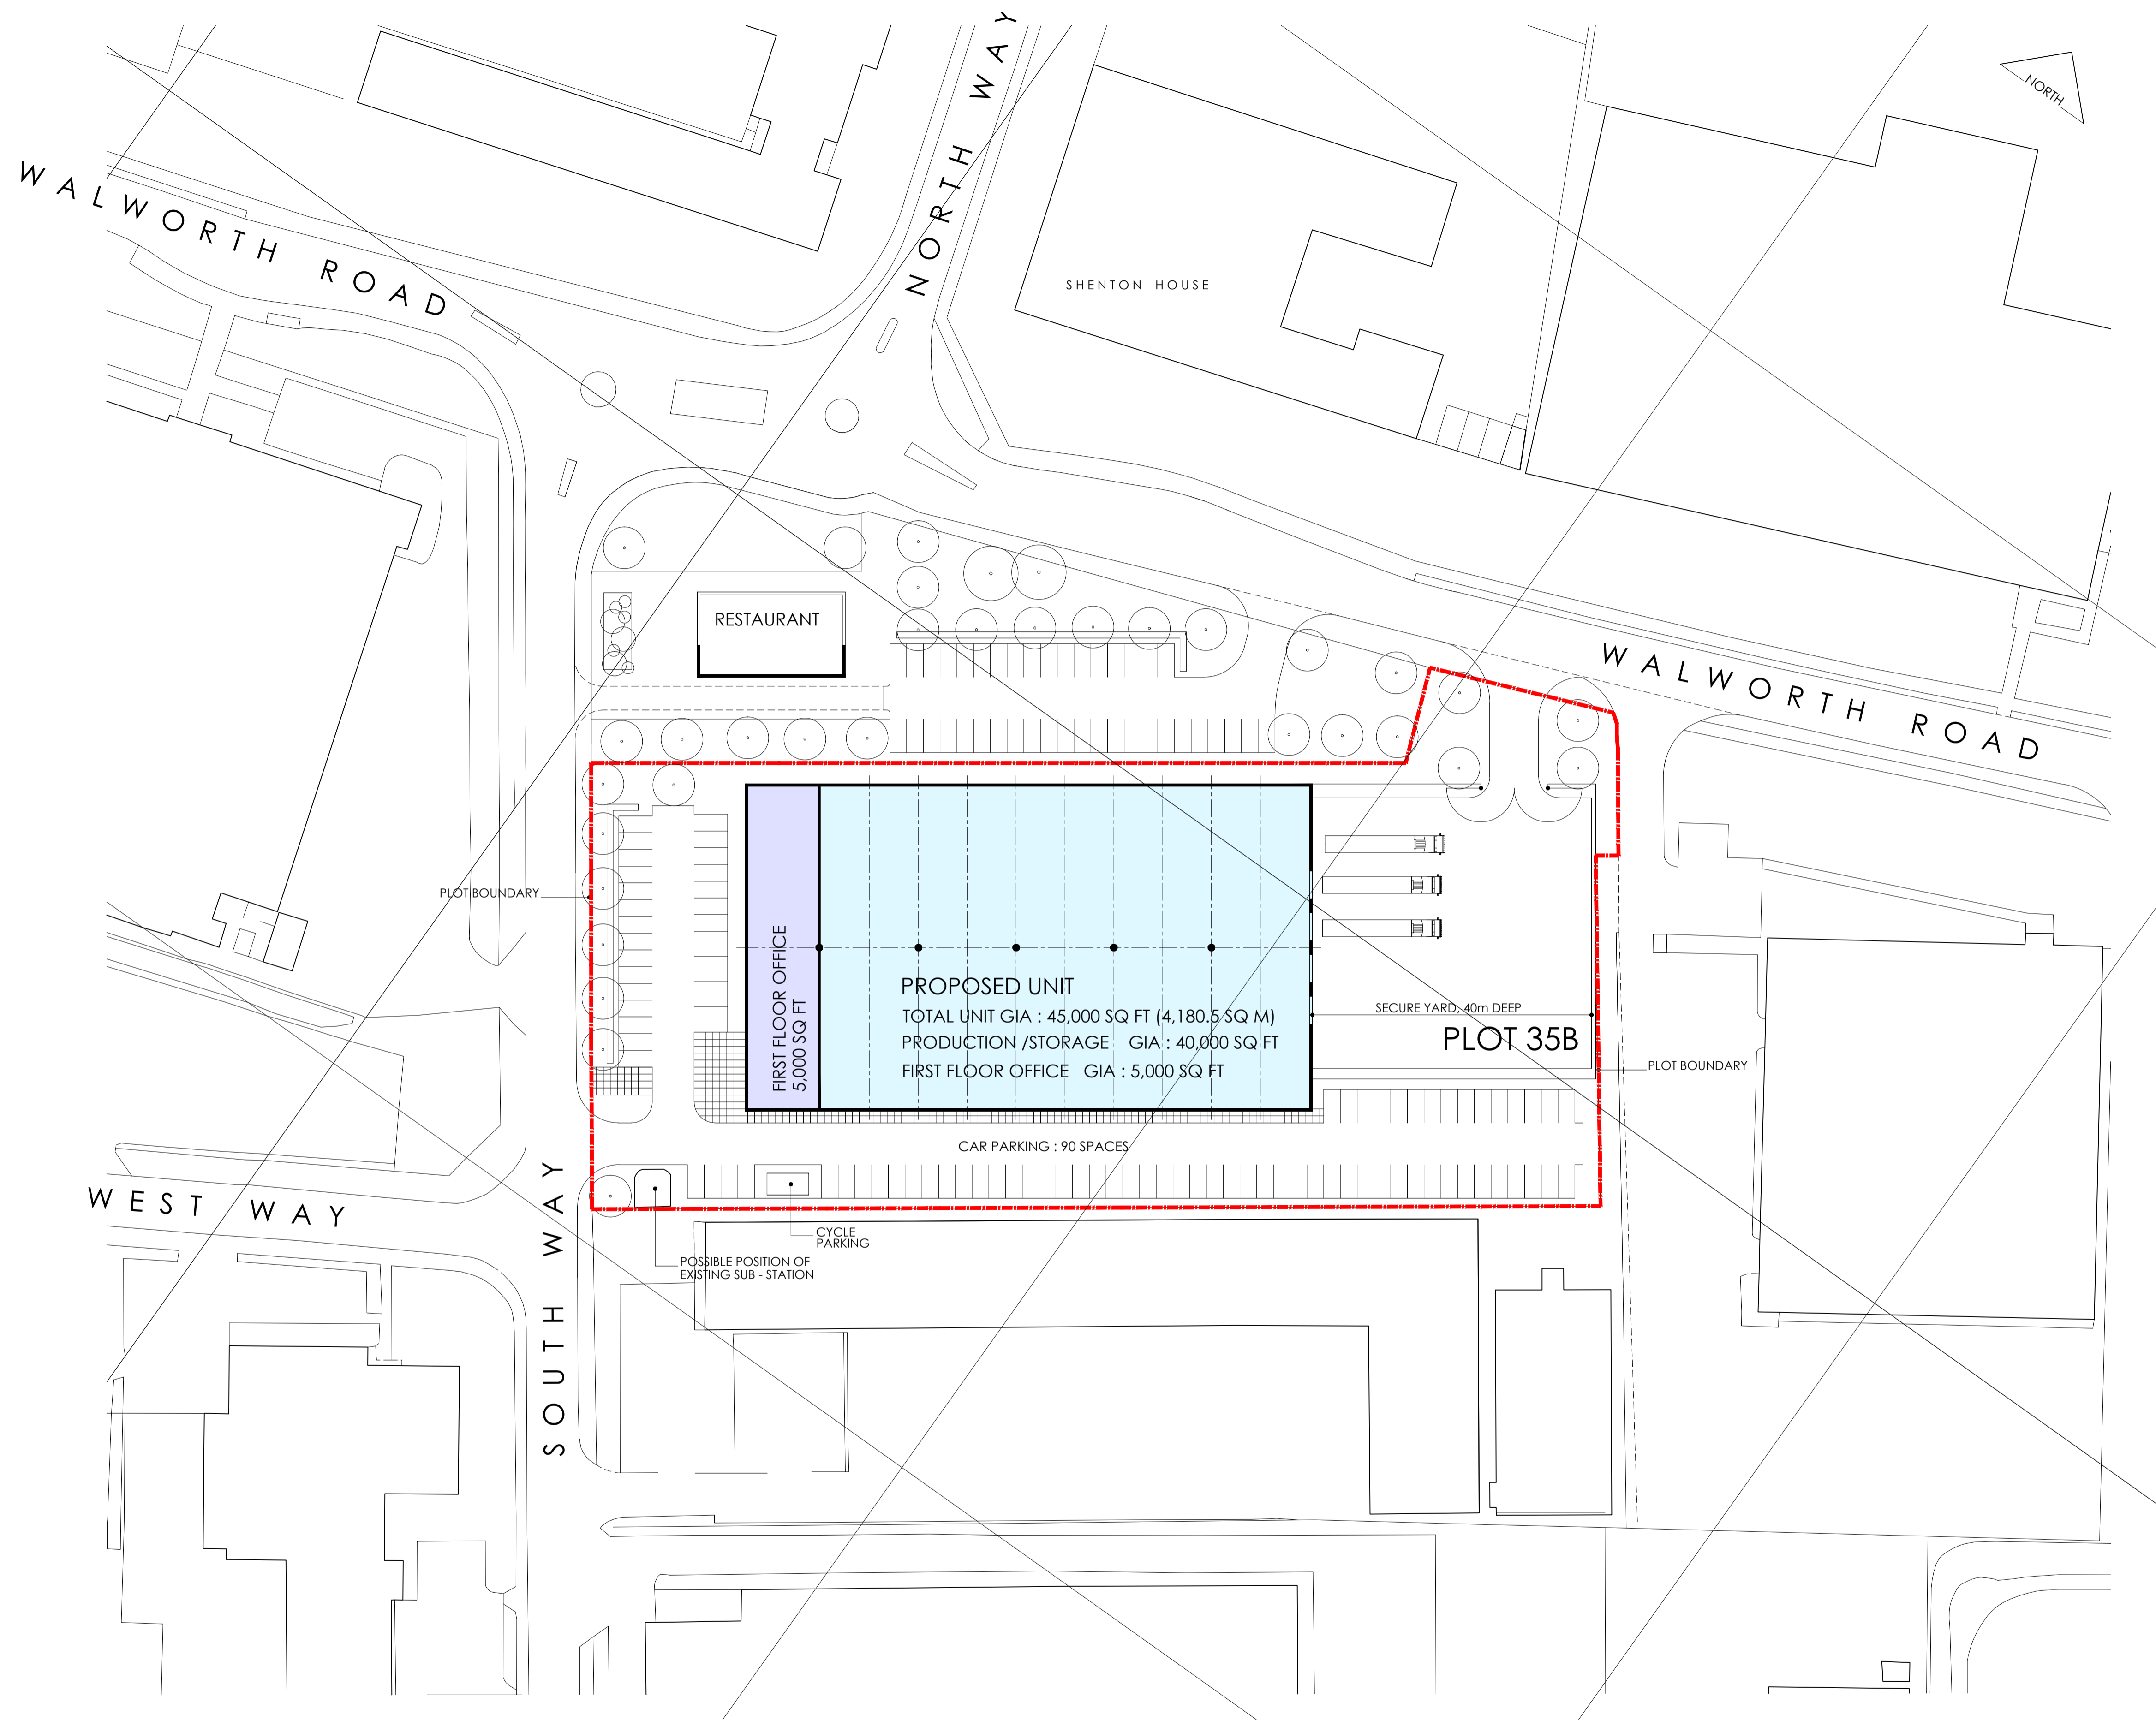 NORTH WAY
NORTH
WALWORTH ROAD
SHENTON HOUSE
RESTAURANT
WALWORTH ROAD
PLOT BOUNDARY
FIRST FLOOR OFFICE
5,000 SQ FT
PROPOSED UNIT
TOTAL UNIT GIA : 45,000 SQ FT (4,180.5 SQ M)
PRODUCTION /STORAGE GIA : 40,000 SQ FT
FIRST FLOOR OFFICE GIA : 5,000 SQ FT
SECURE YARD, 40m DEEP
PLOT 35B
PLOT BOUNDARY
CAR PARKING : 90 SPACES
WEST WAY
SOUTH WAY
CYCLE
PARKING
POSSIBLE POSITION OF
EXISTING SUB - STATION